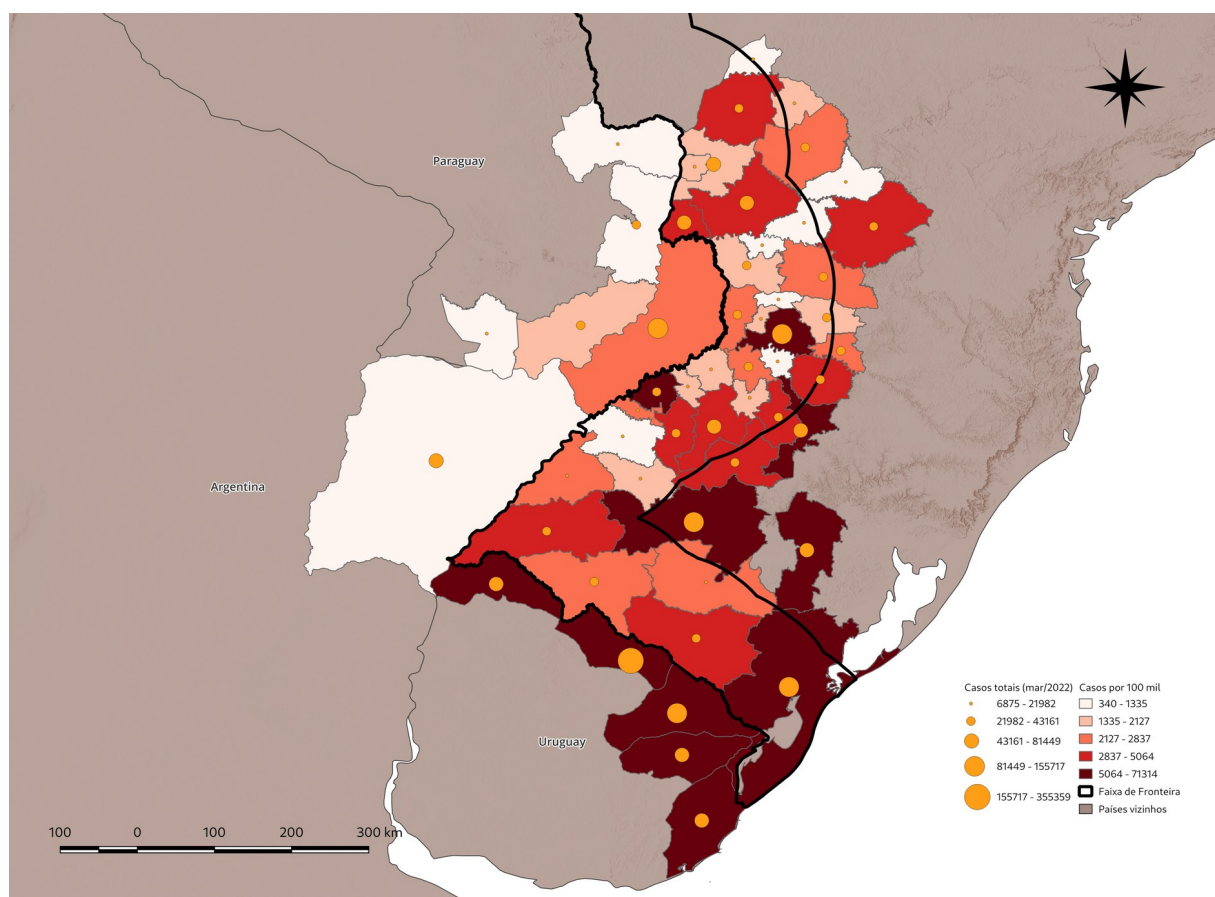 Paraguay
Argentina
Uruguay
Casos totais (mar/2022)
6875 - 21982
21982 - 43161
43161 - 81449
81449 - 155717
155717 - 355359
Casos por 100 mil
340 - 1335
1335 - 2127
2127 - 2837
2837 - 5064
5064 - 71314
Faixa de Fronteira
Países vizinhos
100 0 100 200 300 km